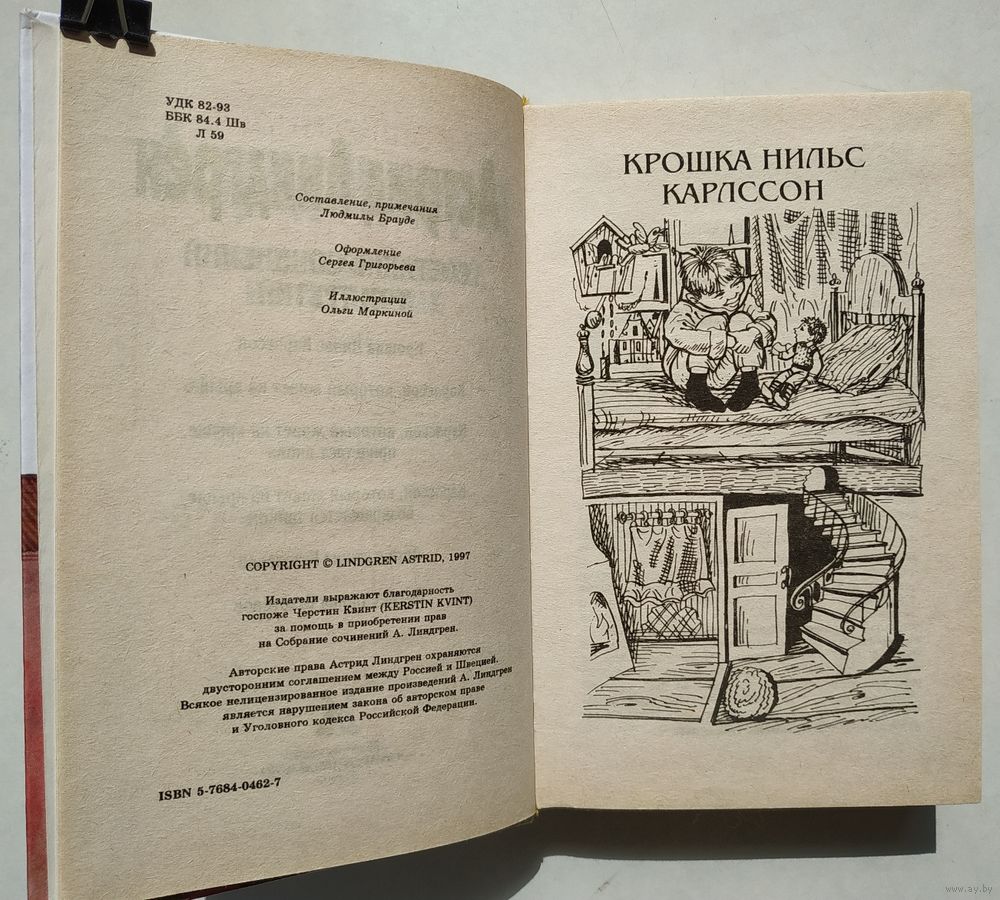 УДК 82-93
ББК 84.4 Шв
Л 59
Составление, примечания
Людмилы Брауде
Оформление
Сергея Григорьева
Иллюстрации
Ольги Маркиной
COPYRIGHT © LINDGREN ASTRID, 1997
Издатели выражают благодарность
госпоже Черстин Квинт (KERSTIN KVINT)
за помощь в приобретении прав
на Собрание сочинений А. Линдгрен.
Авторские права Астрид Линдгрен охраняются
двусторонним соглашением между Россией и Швецией.
Всякое нелицензированное издание произведений А. Линдгрен
является нарушением закона об авторском праве
и Уголовного кодекса Российской Федерации.
ISBN 5-7684-0462-7
КРОШКА НИЛЬС
КАРЛССОН
www.ay.by